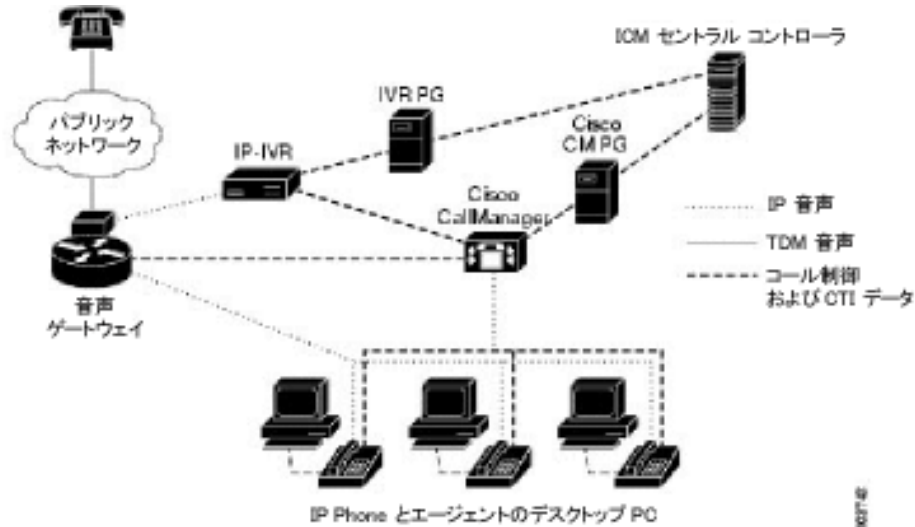 ICM セントラル コントローラ
IVR PG
パブリック
ネットワーク
Cisco
CM PG
IP-IVR
Cisco
CallManager
IP 音声
TDM 音声
コール制御
および CTI データ
音声
ゲートウェイ
IP Phone とエージェントのデスクトップ PC